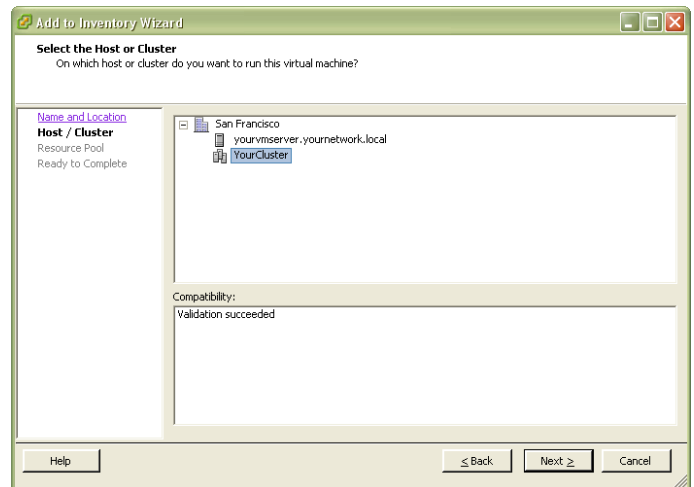 Add to Inventory Wizard
Select the Host or Cluster
On which host or cluster do you want to run this virtual machine?
Name and Location
Host / Cluster
Resource Pool
Ready to Complete
San Francisco
yourvmserver.yournetwork.local
YourCluster
Compatibility:
Validation succeeded
Help
≤ Back
Next ≥
Cancel